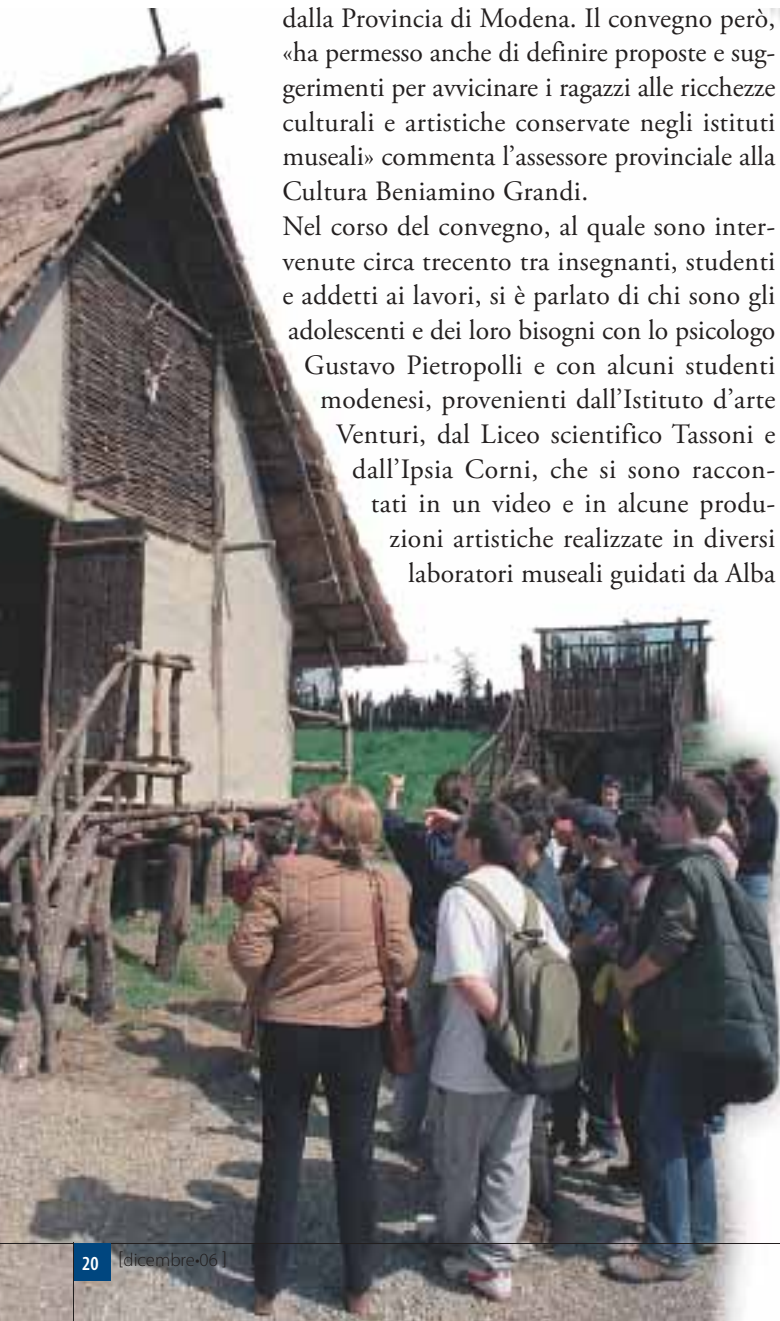 dalla Provincia di Modena. Il convegno però,
«ha permesso anche di definire proposte e sug-
gerimenti per avvicinare i ragazzi alle ricchezze
culturali e artistiche conservate negli istituti
museali» commenta l'assessore provinciale alla
Cultura Beniamino Grandi.
Nel corso del convegno, al quale sono inter-
venute circa trecento tra insegnanti, studenti
e addetti ai lavori, si è parlato di chi sono gli
adolescenti e dei loro bisogni con lo psicologo
Gustavo Pietropolli e con alcuni studenti
modenesi, provenienti dall'Istituto d'arte
Venturi, dal Liceo scientifico Tassoni e
dall'Ipsia Corni, che si sono raccon-
tati in un video e in alcune produ-
zioni artistiche realizzate in diversi
laboratori museali guidati da Alba
20 [dicembre•06]